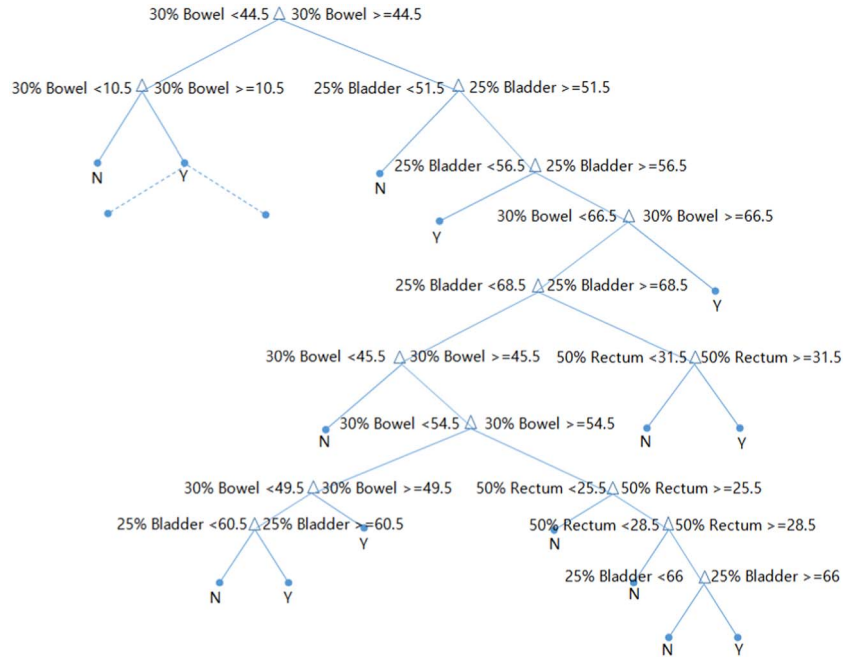 30% Bowel <44.5 30% Bowel >=44.5
30% Bowel <10.5 30% Bowel >=10.5 25% Bladder <51.5 25% Bladder >=51.5
N Y N
25% Bladder <56.5 25% Bladder >=56.5
Y
30% Bowel <66.5 30% Bowel >=66.5
25% Bladder <68.5 25% Bladder >=68.5
Y
30% Bowel <45.5 30% Bowel >=45.5 50% Rectum <31.5 50% Rectum >=31.5
N 30% Bowel <54.5 30% Bowel >=54.5 N Y
30% Bowel <49.5 30% Bowel >=49.5 50% Rectum <25.5 50% Rectum >=25.5
25% Bladder <60.5 25% Bladder >=60.5 50% Rectum <28.5 50% Rectum >=28.5
Y N
25% Bladder <66 25% Bladder >=66
N Y N
N Y